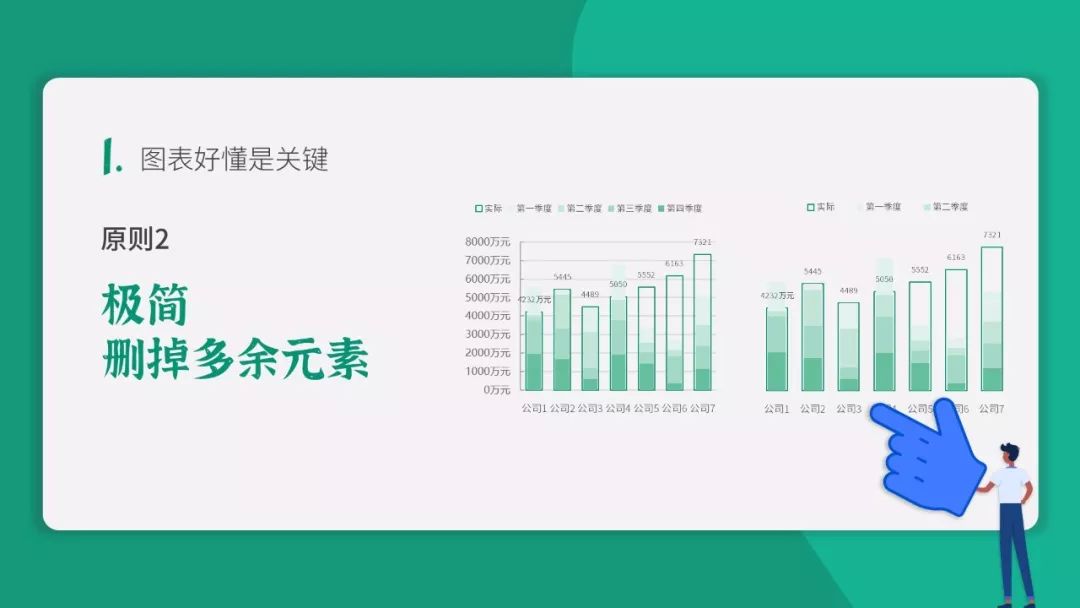 1. 图表好懂是关键
原则2
极简
删掉多余元素
实际 第一季度 第二季度 第三季度 第四季度
8000万元
7000万元
6000万元
5000万元
4000万元
3000万元
2000万元
1000万元
0万元
4232万元 5445 4489 5050 5552 6163 7321
公司1 公司2 公司3 公司4 公司5 公司6 公司7
实际 第一季度 第二季度
4232万元 5445 4489 5050 5552 6163 7321
公司1 公司2 公司3 公司5 6 公司7